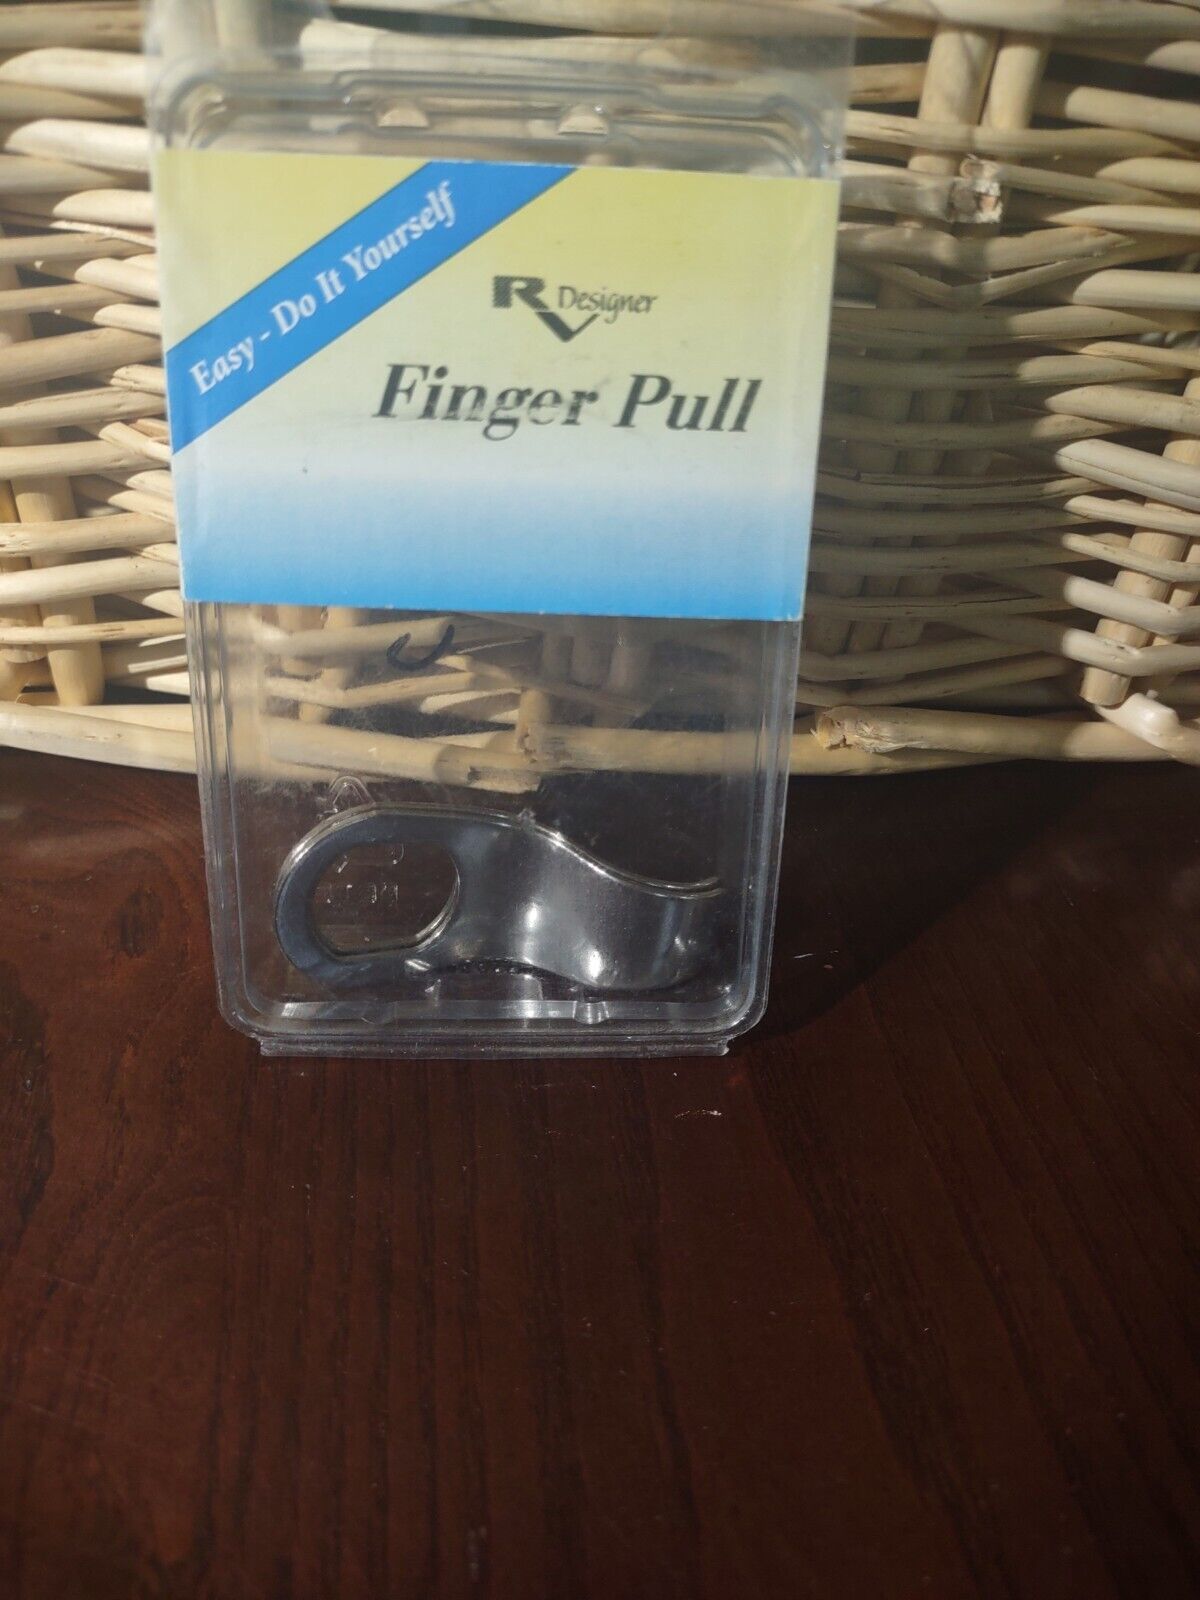 Easy - Do It Yourself
RV Designer
Finger Pull